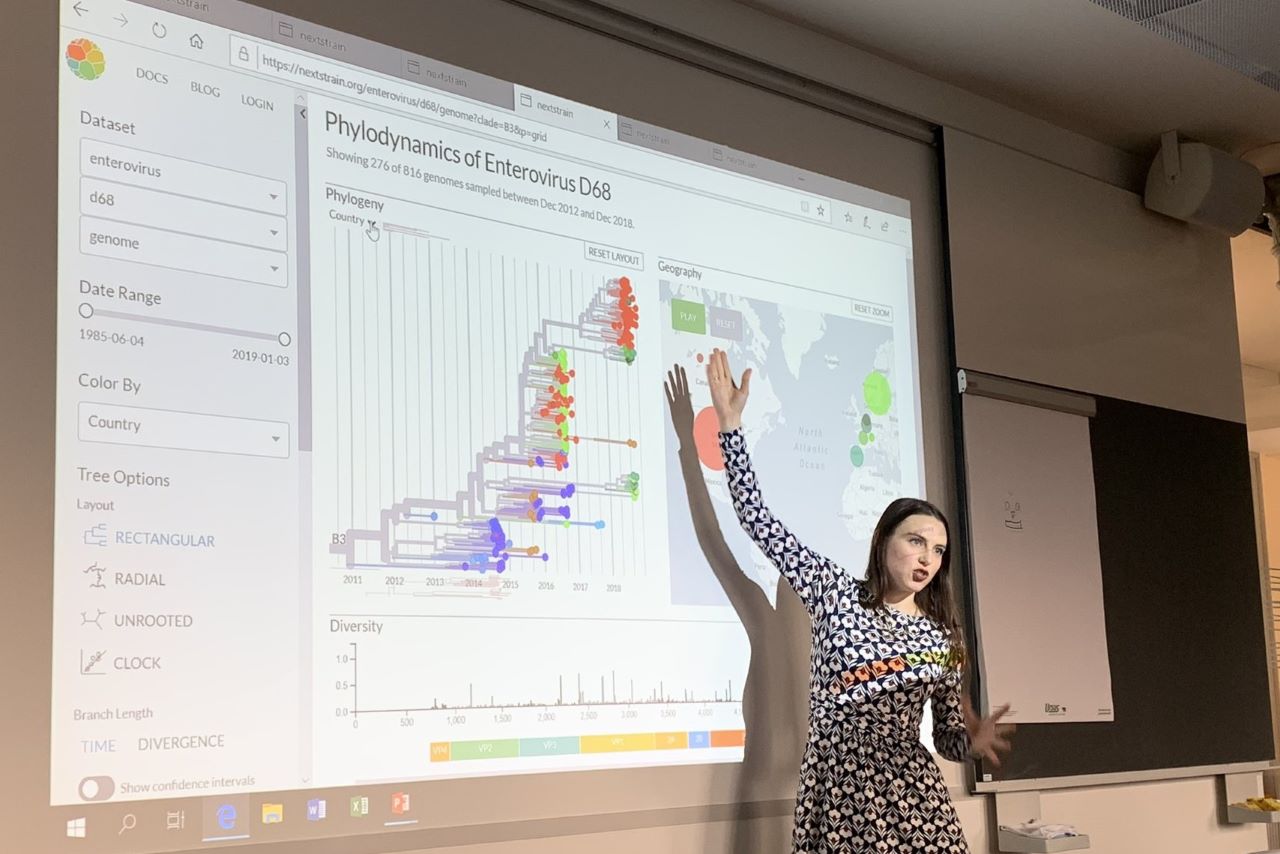 nextstrain
nextstrain
nextstrain
nextstrain
nextstrain
https://nextstrain.org/enterovirus/d68/genome?clade=B3&p=grid
DOCS BLOG LOGIN
Dataset
enterovirus
d68
genome
Date Range
1985-06-04
2019-01-03
Color By
Country
Tree Options
Layout
RECTANGULAR
RADIAL
UNROOTED
CLOCK
Branch Length
TIME DIVERGENCE
Show confidence intervals
Phylodynamics of Enterovirus D68
Showing 276 of 816 genomes sampled between Dec 2012 and Dec 2018.
Phylogeny
Country
RESET LAYOUT
B3
2011 2012 2013 2014 2015 2016 2017 2018
Geography
PLAY RESET
RESET ZOOM
North
Atlantic
Ocean
Algeria
Diversity
1.0
0.5
0.0
0 500 1,000 1,500 2,000 2,500 3,000 3,500 4,000
VP4 VP2 VP3 VP1 2A